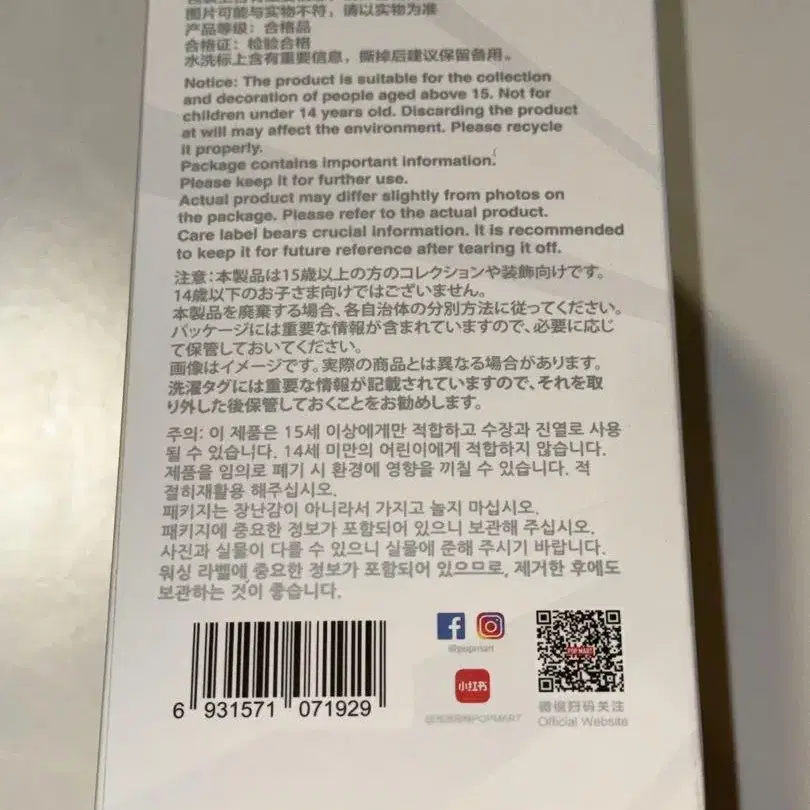 图片可能与实物不符，请以实物为准
产品等级：合格品
合格证：检验合格
水洗标上含有重要信息，撕掉后建议保留备用。
Notice: The product is suitable for the collection
and decoration of people aged above 15. Not for
children under 14 years old. Discarding the product
at will may affect the environment. Please recycle
it properly.
Package contains important information.
Please keep it for further use.
Actual product may differ slightly from photos on
the package. Please refer to the actual product.
Care label bears crucial information. It is recommended
to keep it for future reference after tearing it off.
注意：本製品は15歳以上の方のコレクションや装飾向けです。
14歳以下のお子さま向けではございません。
本製品を廃棄する場合、各自治体の分別方法に従ってください。
パッケージには重要な情報が含まれていますので、必要に応じ
て保管しておいてください。
画像はイメージです。実際の商品とは異なる場合があります。
洗濯タグには重要な情報が記載されていますので、それを取
り外した後保管しておくことをお勧めします。
주의: 이 제품은 15세 이상에게만 적합하고 수장과 진열로 사용
될 수 있습니다. 14세 미만의 어린이에게 적합하지 않습니다.
제품을 임의로 폐기 시 환경에 영향을 끼칠 수 있습니다. 적
절히재활용 해주십시오.
패키지는 장난감이 아니라서 가지고 놀지 마십시오.
패키지에 중요한 정보가 포함되어 있으니 보관해 주십시오.
사진과 실물이 다를 수 있으니 실물에 준해 주시기 바랍니다.
워싱 라벨에 중요한 정보가 포함되어 있으므로, 제거한 후에도
보관하는 것이 좋습니다.
@popmart
POP MART
小红书
POPMART
微信扫码关注
Official Website
6 931571 071929